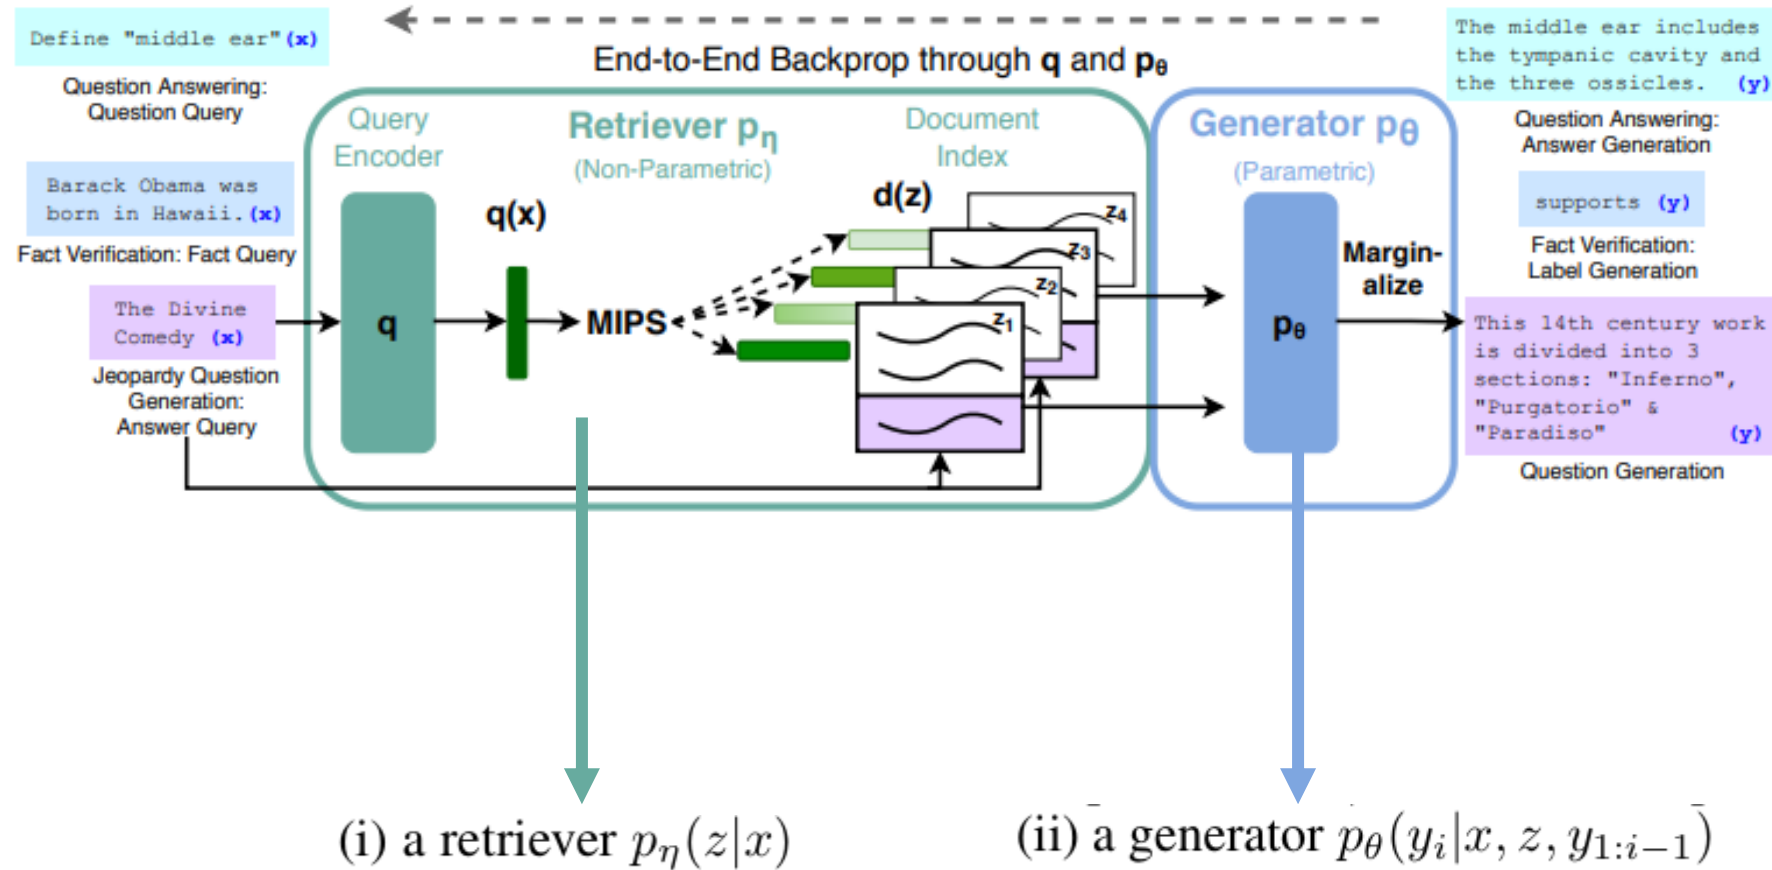 Define "middle ear" (x)
Question Answering:
Question Query
Barack Obama was
born in Hawaii. (x)
Fact Verification: Fact Query
The Divine
Comedy (x)
Jeopardy Question
Generation:
Answer Query
End-to-End Backprop through q and pθ
Query
Encoder
Retriever pη
(Non-Parametric)
Document
Index
q
q(x)
MIPS
d(z)
z4
z3
z2
z1
Generator pθ
(Parametric)
pθ
Margin-
alize
The middle ear includes
the tympanic cavity and
the three ossicles. (y)
Question Answering:
Answer Generation
supports (y)
Fact Verification:
Label Generation
This 14th century work
is divided into 3
sections: "Inferno",
"Purgatorio" &
"Paradiso" (y)
Question Generation
(i) a retriever pη(z|x)
(ii) a generator pθ(yi|x, z, y1:i−1)